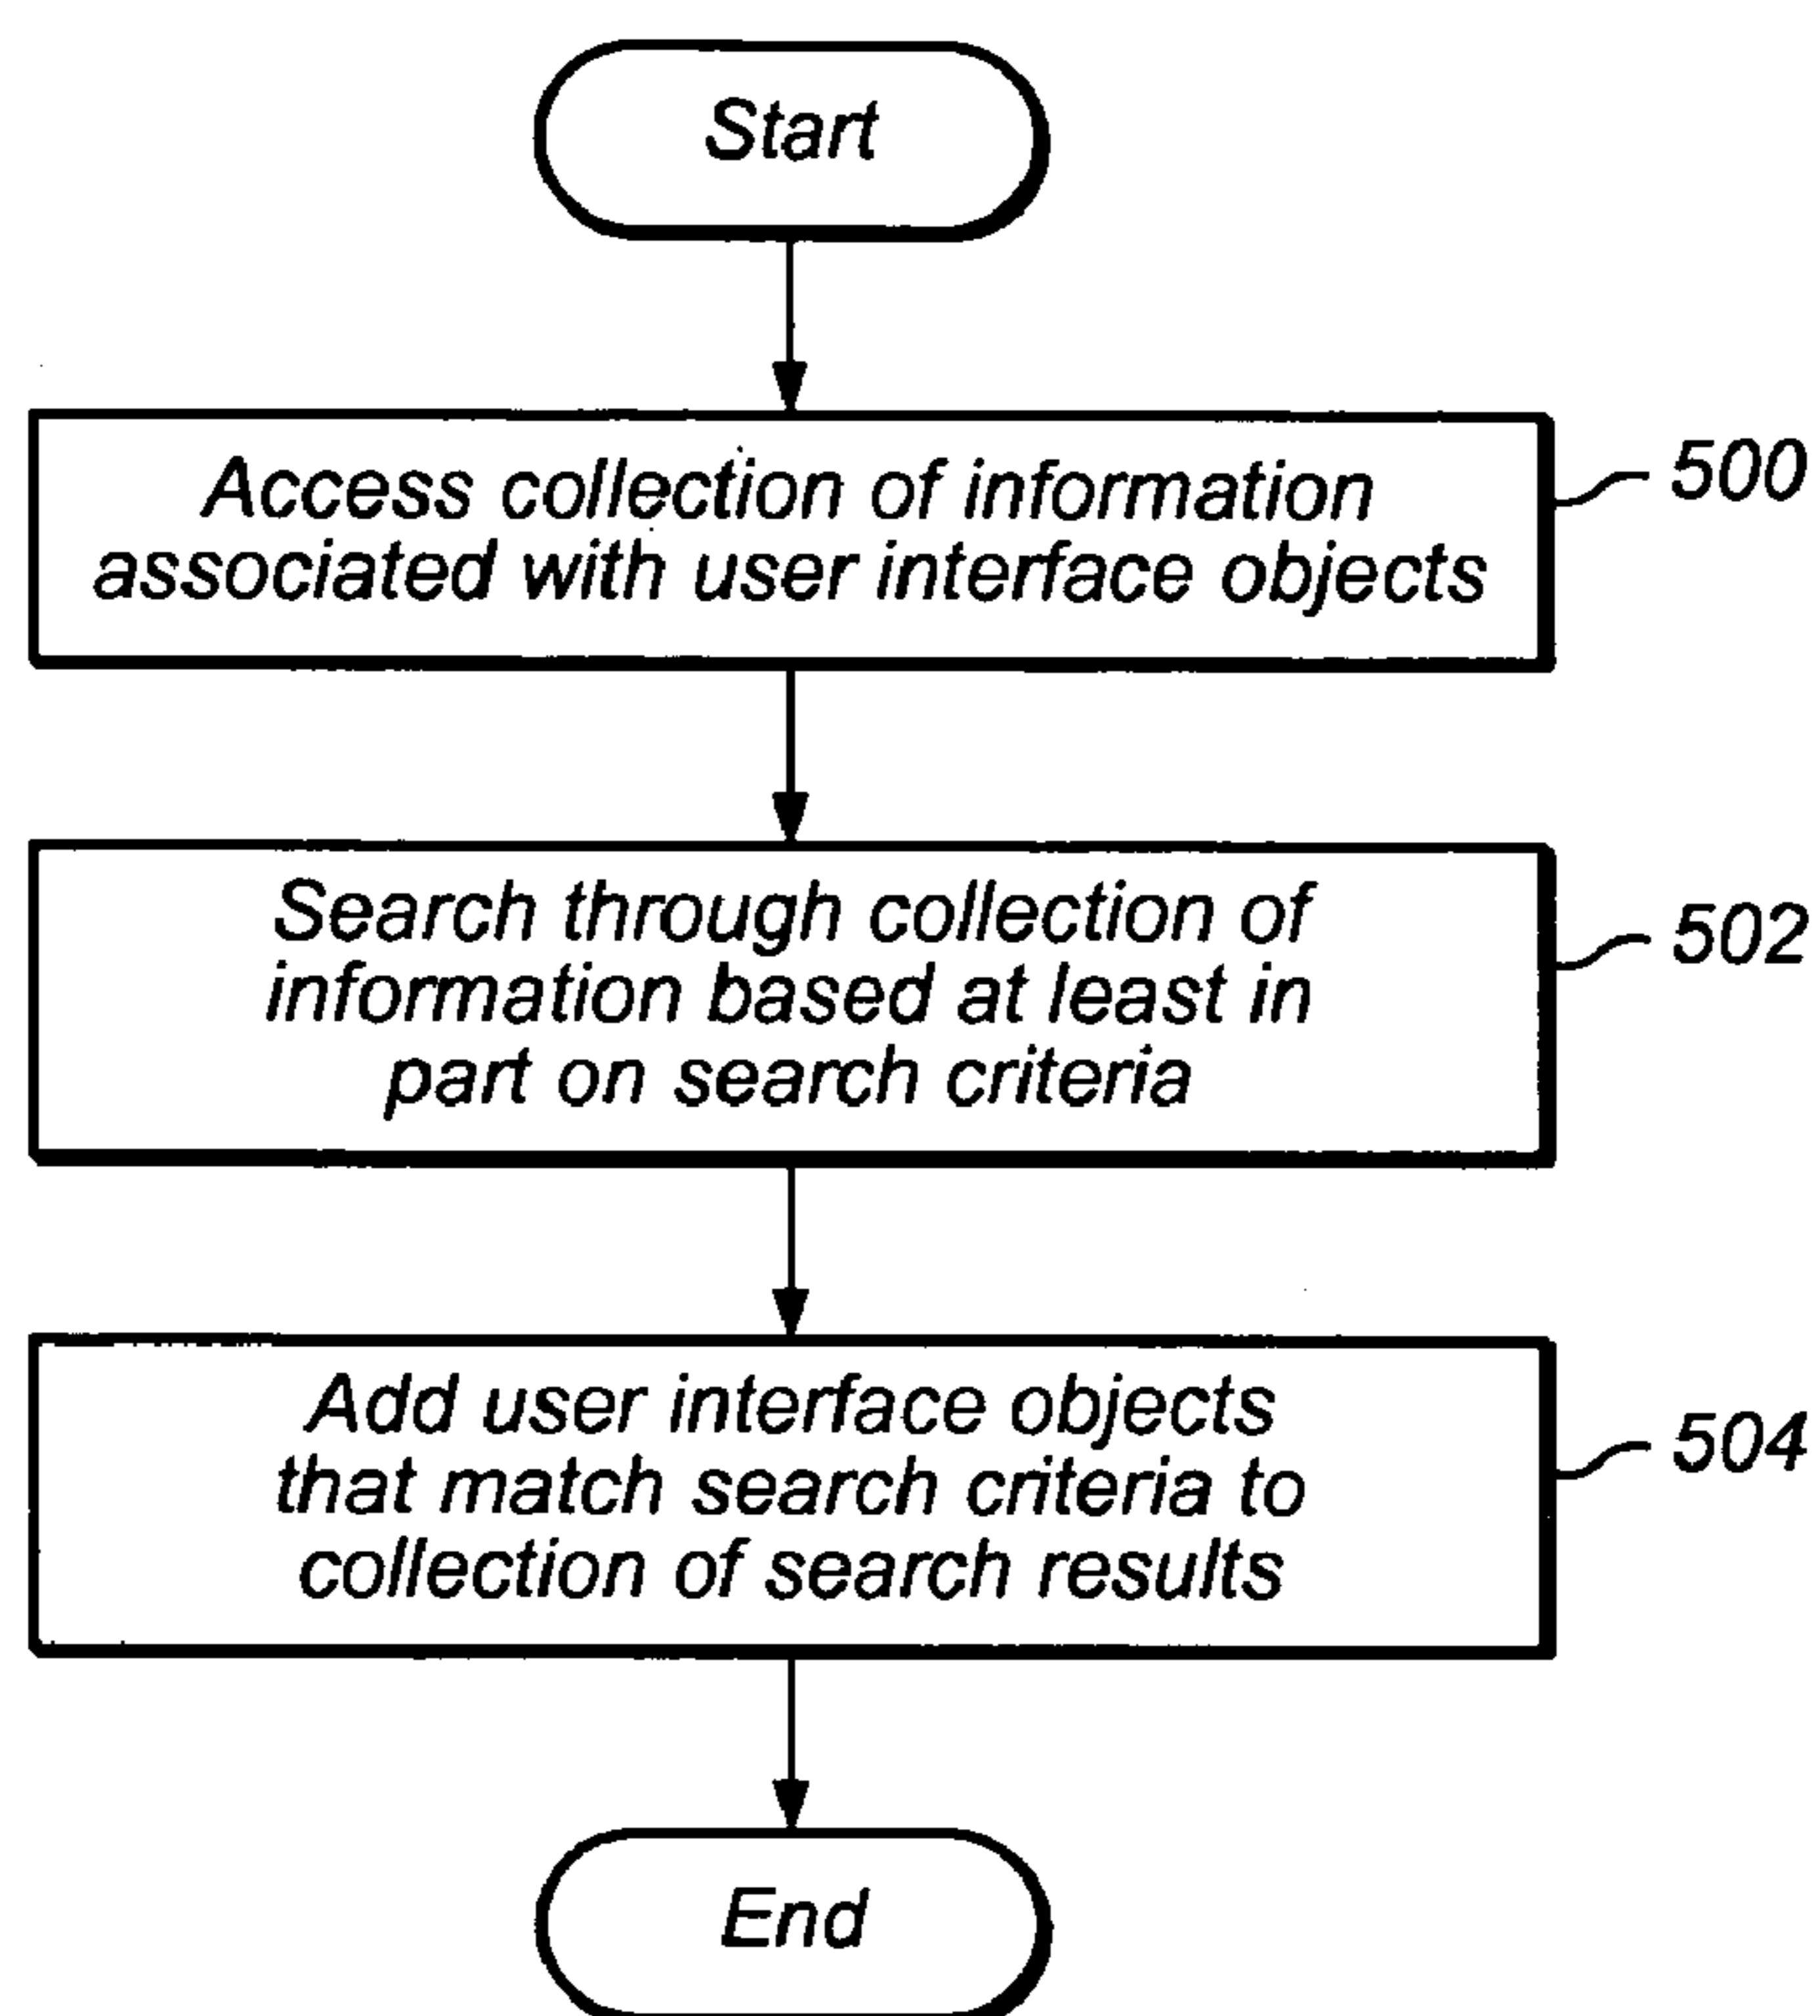 Start
Access collection of information
associated with user interface objects
500
Search through collection of
information based at least in
part on search criteria
502
Add user interface objects
that match search criteria to
collection of search results
504
End